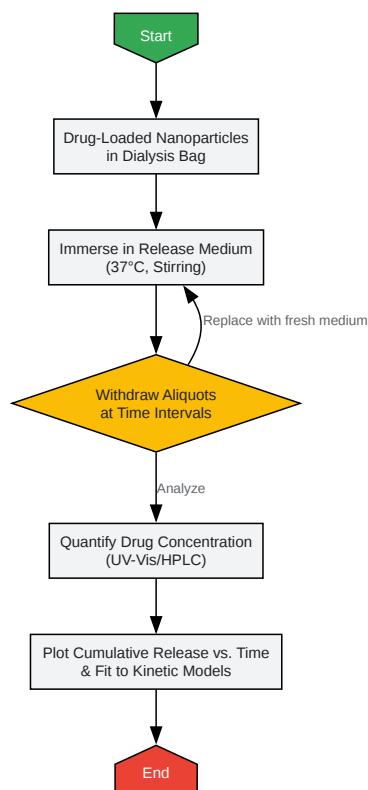 Start
Drug-Loaded Nanoparticles
in Dialysis Bag
Immerse in Release Medium
(37°C, Stirring)
Replace with fresh medium
Withdraw Aliquots
at Time Intervals
Analyze
Quantify Drug Concentration
(UV-Vis/HPLC)
Plot Cumulative Release vs. Time
& Fit to Kinetic Models
End